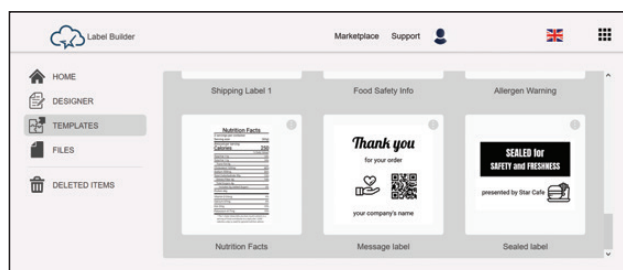 Label Builder
Marketplace Support
HOME
DESIGNER
TEMPLATES
FILES
DELETED ITEMS
Shipping Label 1
Food Safety Info
Allergen Warning
Nutrition Facts
Calories 230
Nutrition Facts
Thank you
for your order
your company's name
Message label
SEALED for
SAFETY and FRESHNESS
presented by Star Cafe
Sealed label